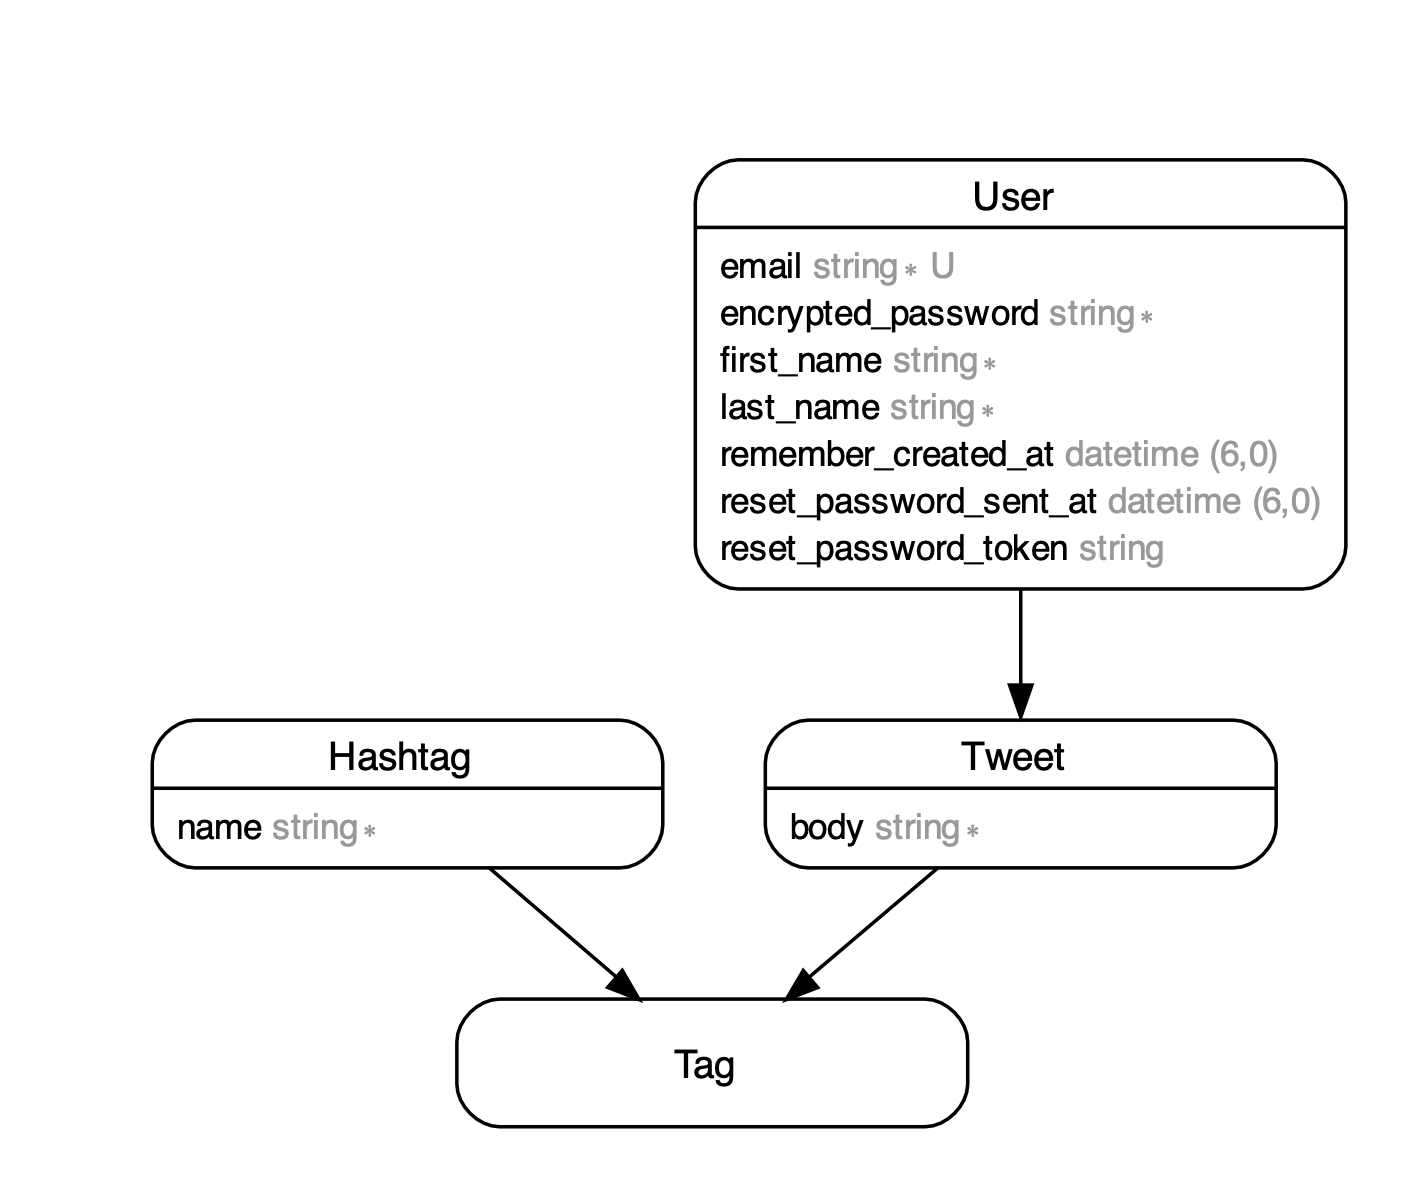 User
email string * U
encrypted_password string *
first_name string *
last_name string *
remember_created_at datetime (6,0)
reset_password_sent_at datetime (6,0)
reset_password_token string
Hashtag
name string *
Tweet
body string *
Tag